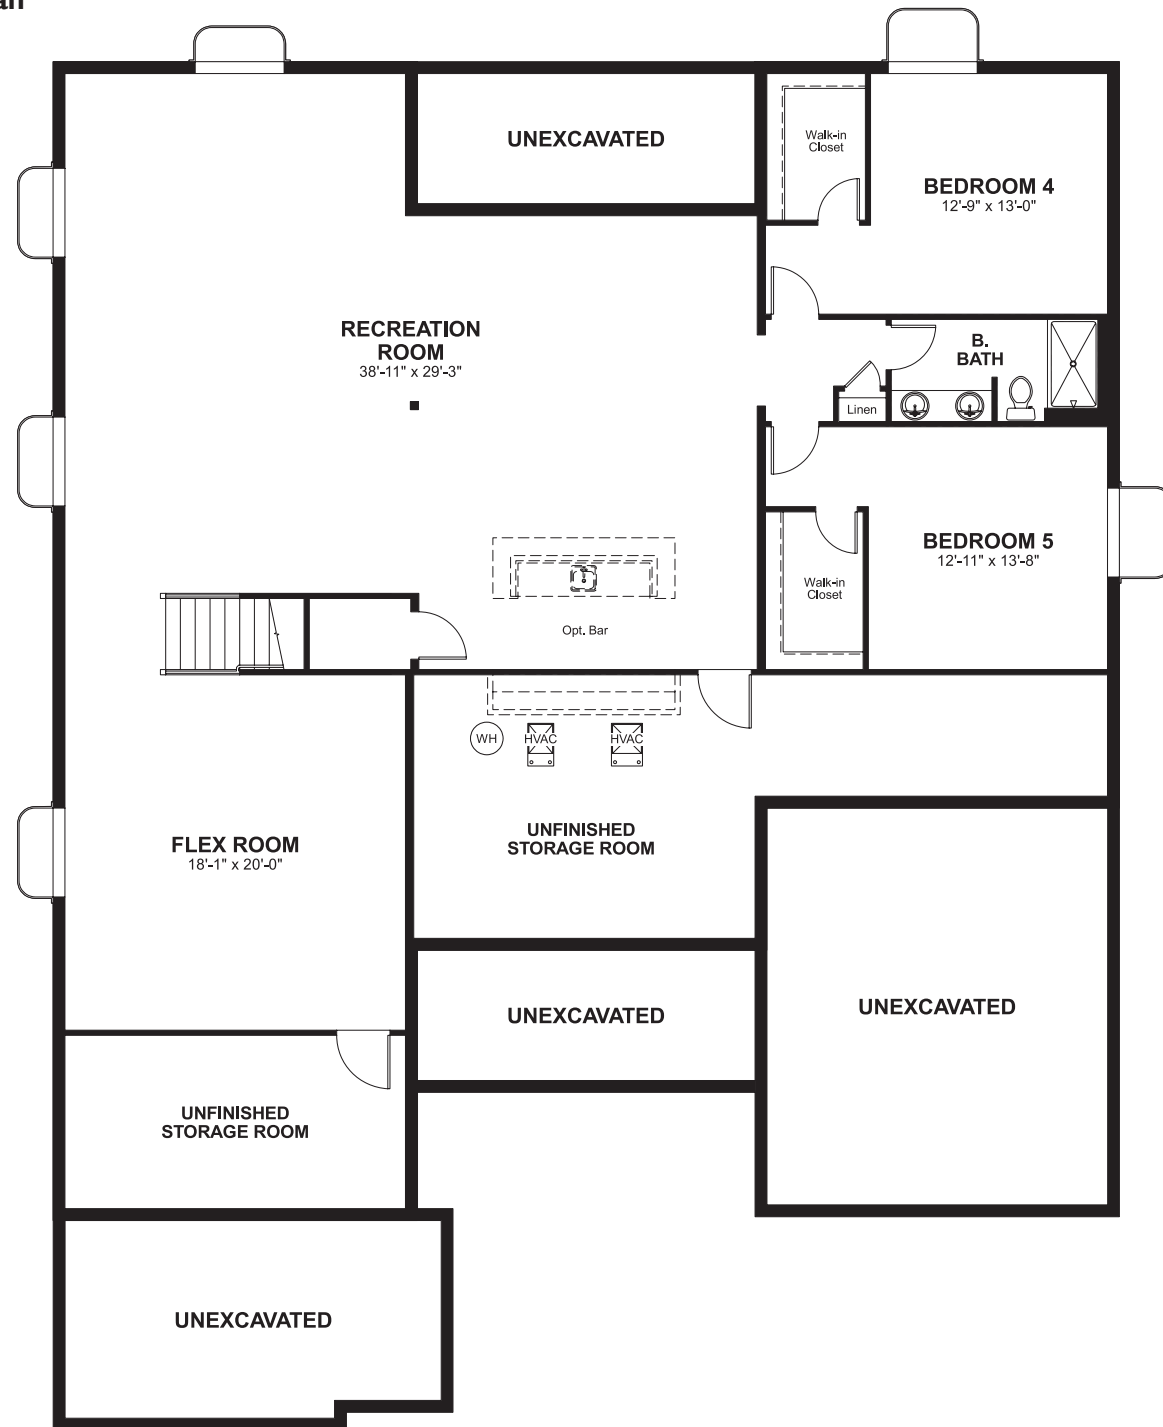 UNEXCAVATED
Walk-in
Closet
BEDROOM 4
12'-9" x 13'-0"
RECREATION
ROOM
38'-11" x 29'-3"
B.
BATH
Linen
BEDROOM 5
12'-11" x 13'-8"
Walk-in
Closet
Opt. Bar
WH
HVAC
HVAC
UNFINISHED
STORAGE ROOM
FLEX ROOM
18'-1" x 20'-0"
UNEXCAVATED
UNEXCAVATED
UNFINISHED
STORAGE ROOM
UNEXCAVATED